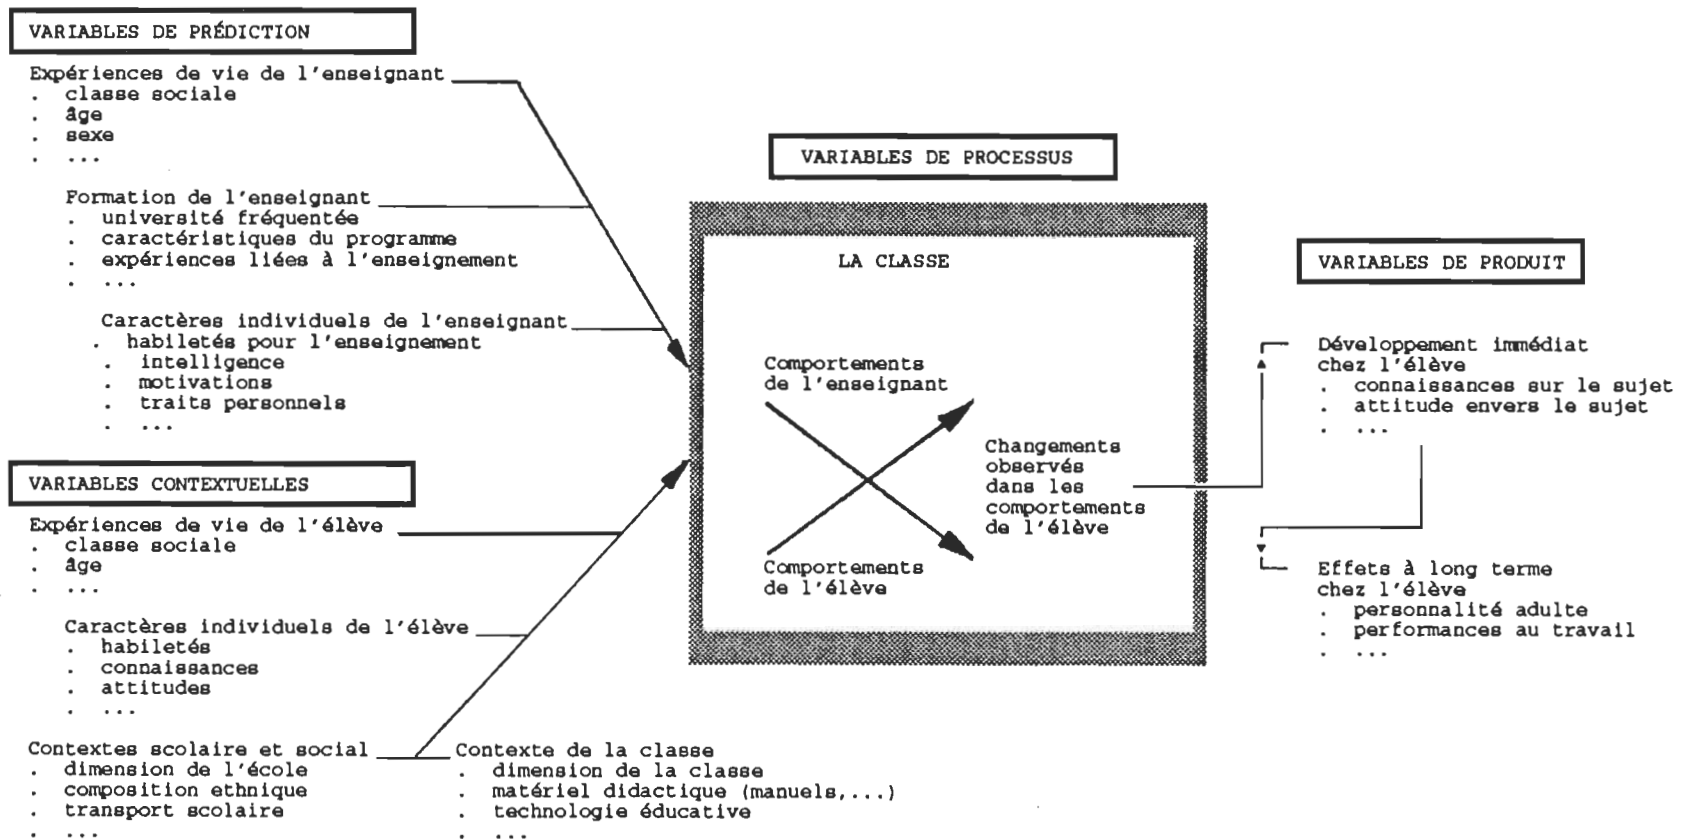 VARIABLES DE PRÉDICTION
Expériences de vie de l'enseignant
. classe sociale
. âge
. sexe
. ...
Formation de l'enseignant
. université fréquentée
. caractéristiques du programme
. expériences liées à l'enseignement
. ...
Caractères individuels de l'enseignant
. habiletés pour l'enseignement
. intelligence
. motivations
. traits personnels
. ...
VARIABLES CONTEXTUELLES
Expériences de vie de l'élève
. classe sociale
. âge
. ...
Caractères individuels de l'élève
. habiletés
. connaissances
. attitudes
. ...
Contextes scolaire et social
. dimension de l'école
. composition ethnique
. transport scolaire
. ...
Contexte de la classe
. dimension de la classe
. matériel didactique (manuels,...)
. technologie éducative
. ...
VARIABLES DE PROCESSUS
LA CLASSE
Comportements
de l'enseignant
Comportements
de l'élève
Changements
observés
dans les
comportements
de l'élève
VARIABLES DE PRODUIT
Développement immédiat
chez l'élève
. connaissances sur le sujet
. attitude envers le sujet
. ...
Effets à long terme
chez l'élève
. personnalité adulte
. performances au travail
. ...